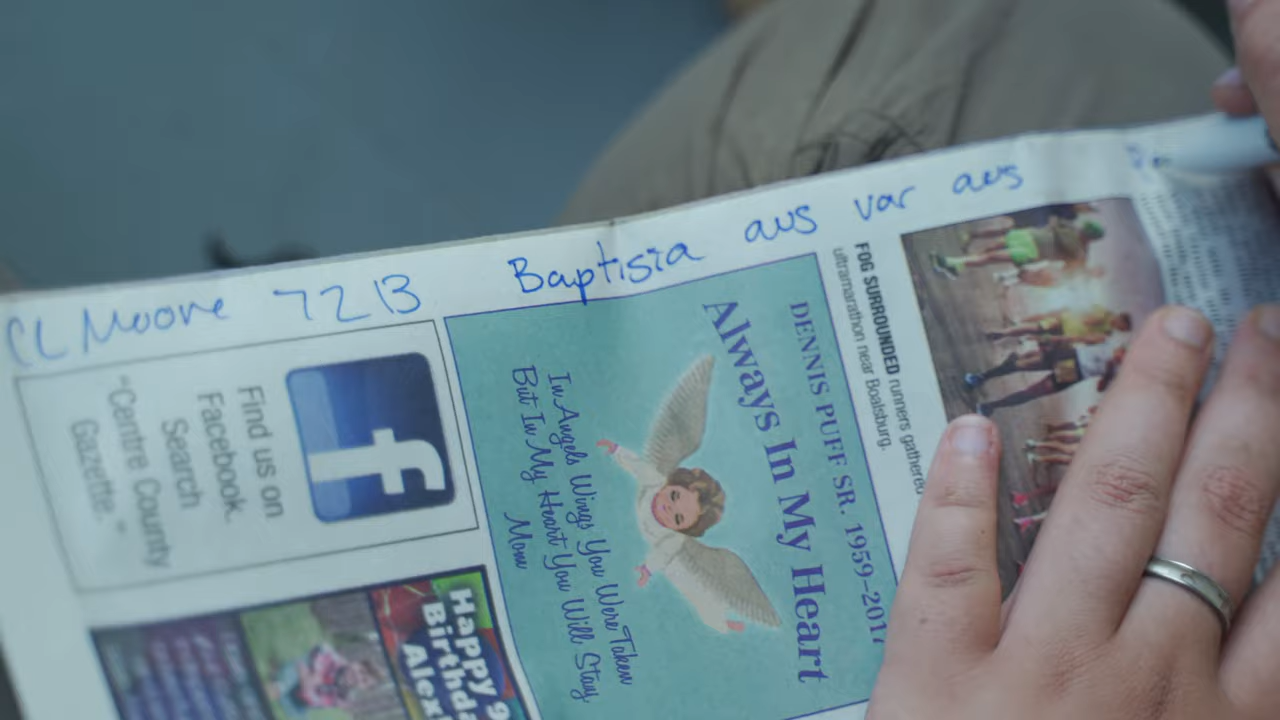 CL Moore 7213 Baptisia aus var aus
FOG SURROUNDED runners gathered
ultramarathon near Boalsburg.
DENNIS PUFF SR. 1959-2017
Always In My Heart
In Angels Wings You Were Taken
But In My Heart You Will Stay
Mom
f
Find us on
Facebook.
Search
"Centre County
Gazette."
Happy 9
Birthda
Alex